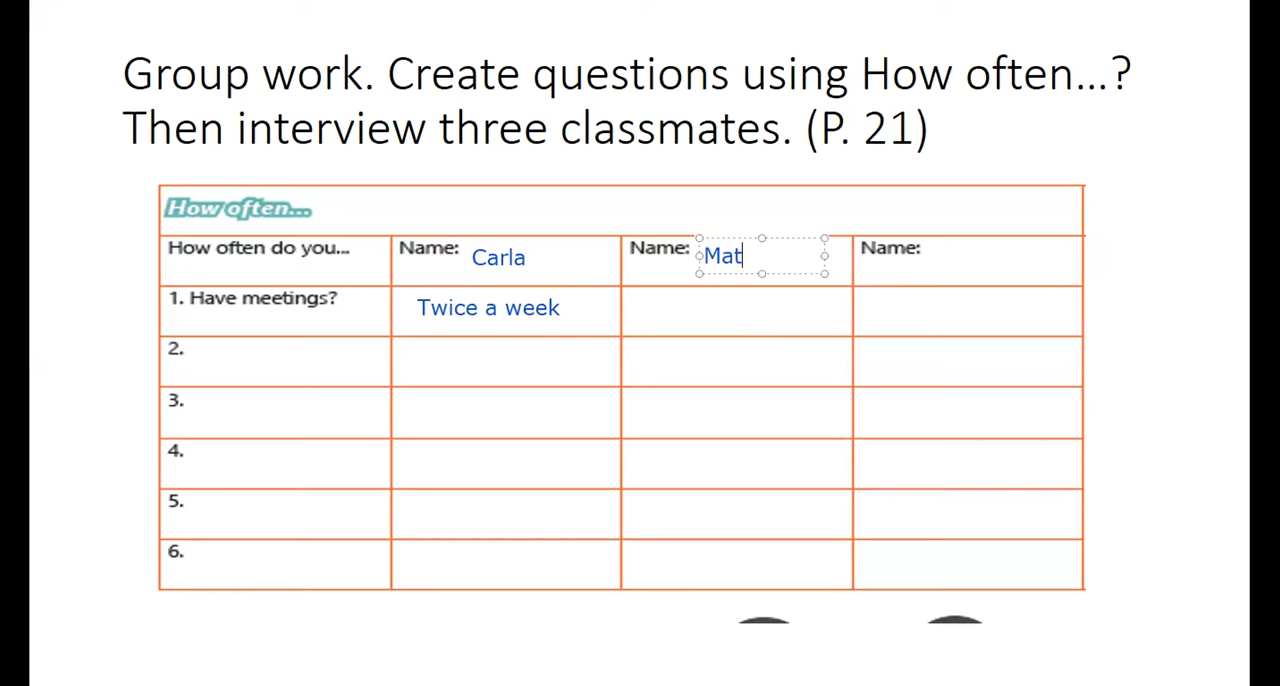 Group work. Create questions using How often...?
Then interview three classmates. (P. 21)
How often...
How often do you... Name: Carla Name: Mat Name:
1. Have meetings? Twice a week
2.
3.
4.
5.
6.